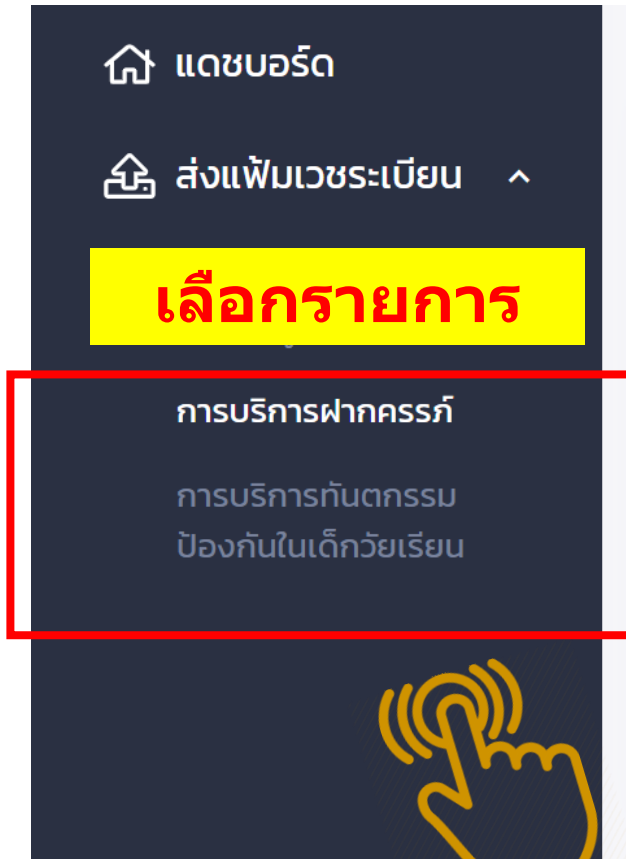 แดชบอร์ด
ส่งแฟ้มเวชระเบียน
เลือกรายการ
การบริการฝากครรภ์
การบริการทันตกรรม
ป้องกันในเด็กวัยเรียน